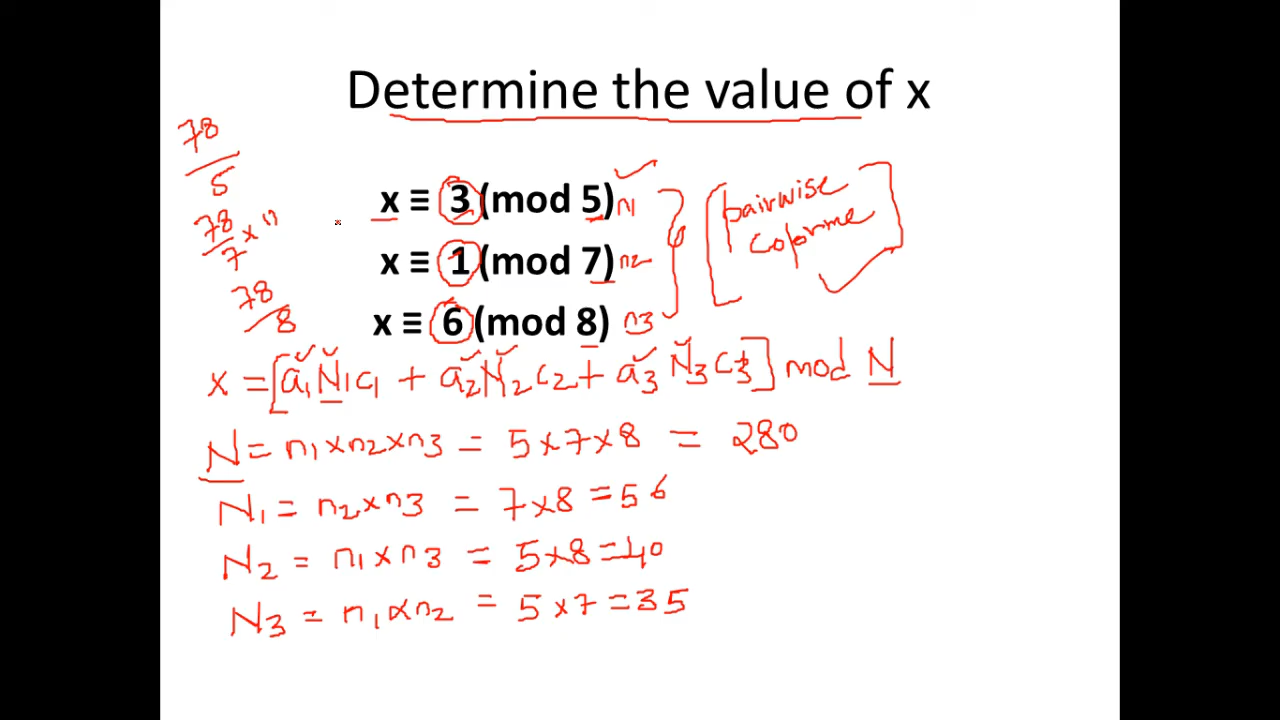 Determine the value of x
78/5
x ≡ 3 (mod 5) n1
pairwise
coprime
78/7 x n
x ≡ 1 (mod 7) n2
78/8
x ≡ 6 (mod 8) n3
x = [a₁N₁c₁ + a₂N₂c₂ + a₃N₃c₃] mod N
N = n₁×n₂×n₃ = 5×7×8 = 280
N₁ = n₂×n₃ = 7×8 = 56
N₂ = n₁×n₃ = 5×8 = 40
N₃ = n₁×n₂ = 5×7 = 35